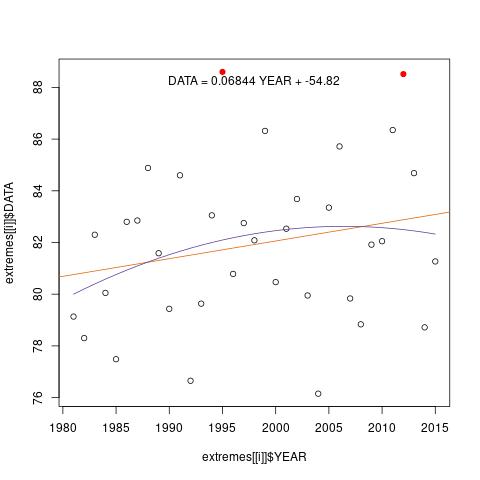 DATA = 0.06844 YEAR + -54.82
88
86
84
82
80
78
76
extremes[[i]]$DATA
1980 1985 1990 1995 2000 2005 2010 2015
extremes[[i]]$YEAR